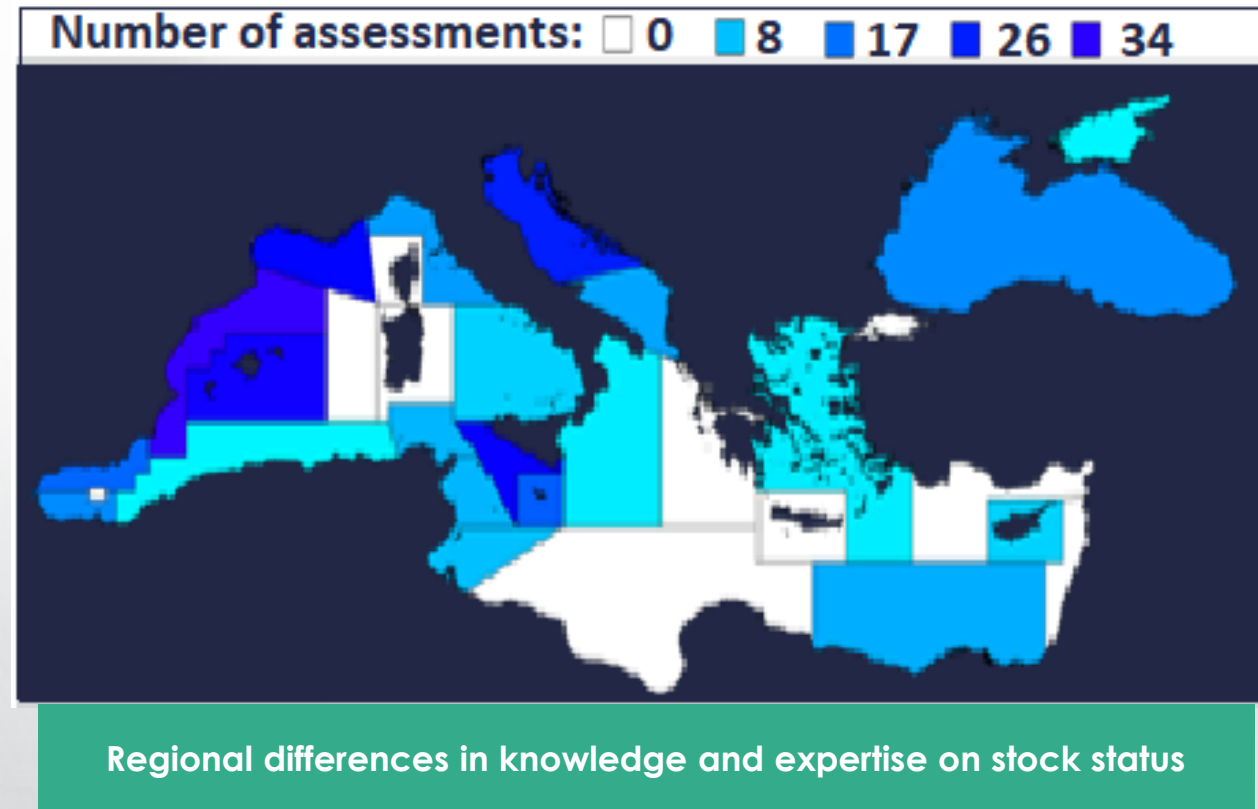 Number of assessments: 0 8 17 26 34
Regional differences in knowledge and expertise on stock status